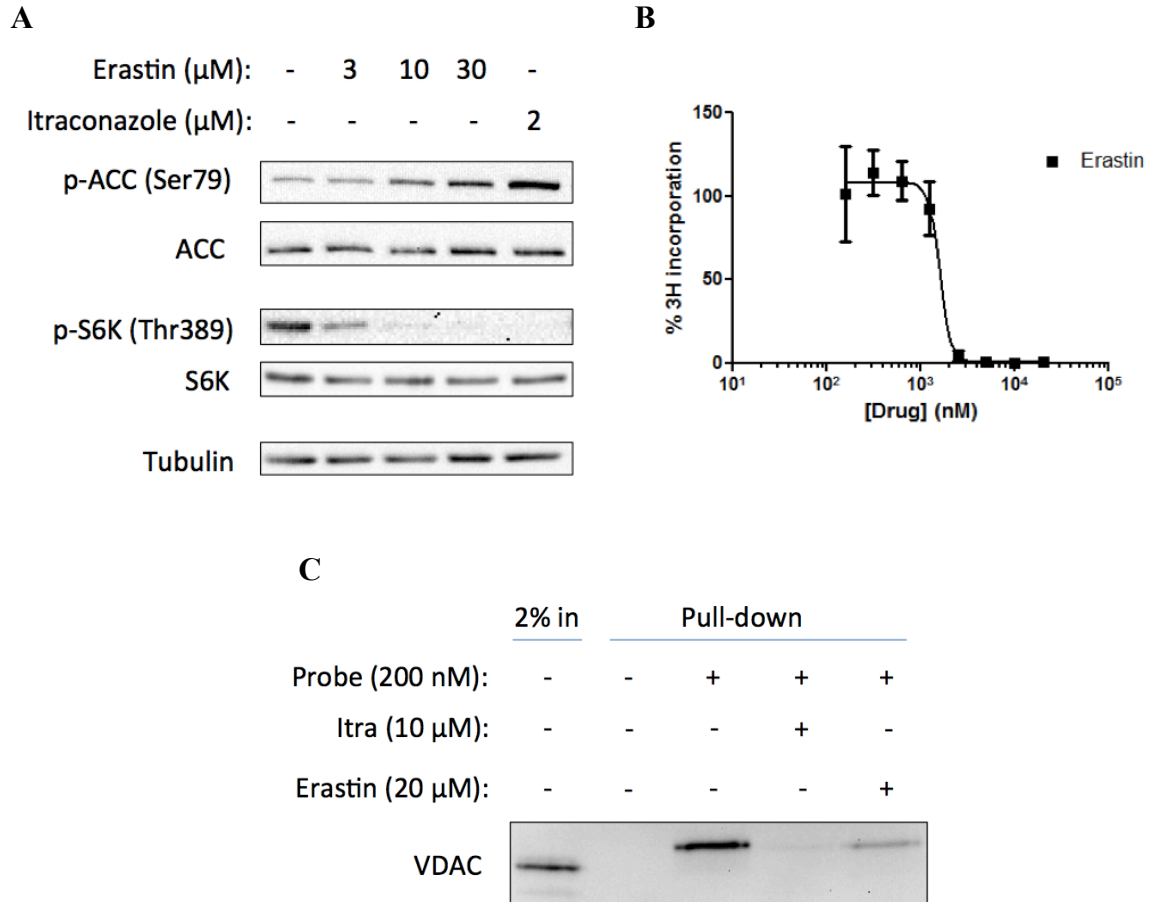 A
Erastin (µM): - 3 10 30 -
Itraconazole (µM): - - - - 2
p-ACC (Ser79)
ACC
p-S6K (Thr389)
S6K
Tubulin
B
150
100
50
0
% 3H incorporation
10¹ 10² 10³ 10⁴ 10⁵
[Drug] (nM)
Erastin
C
2% in Pull-down
Probe (200 nM): - - + + +
Itra (10 µM): - - - + -
Erastin (20 µM): - - - - +
VDAC